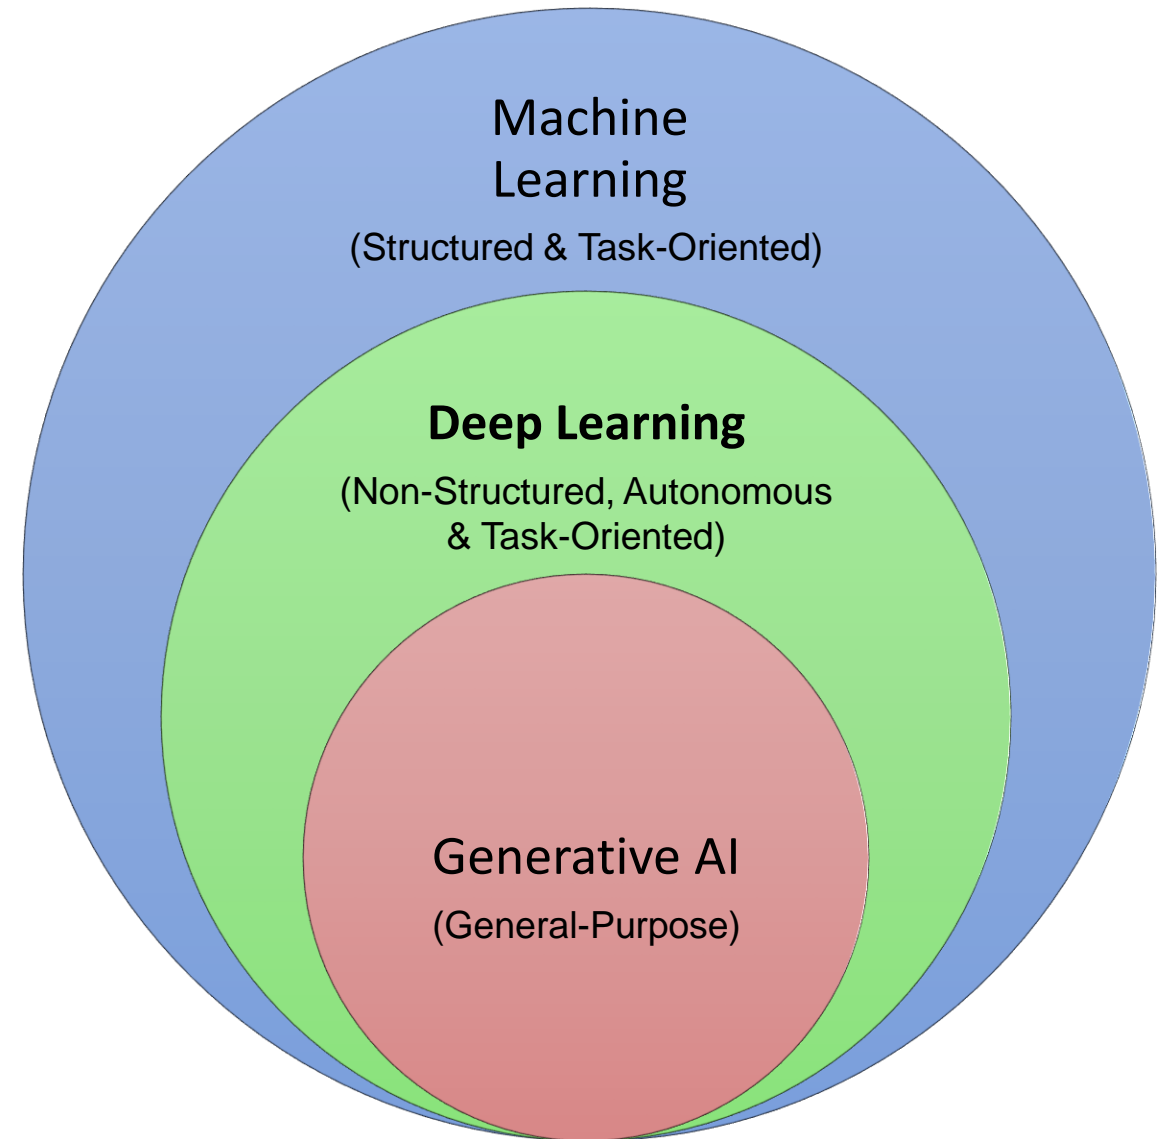 Machine
Learning
(Structured & Task-Oriented)
Deep Learning
(Non-Structured, Autonomous
& Task-Oriented)
Generative AI
(General-Purpose)